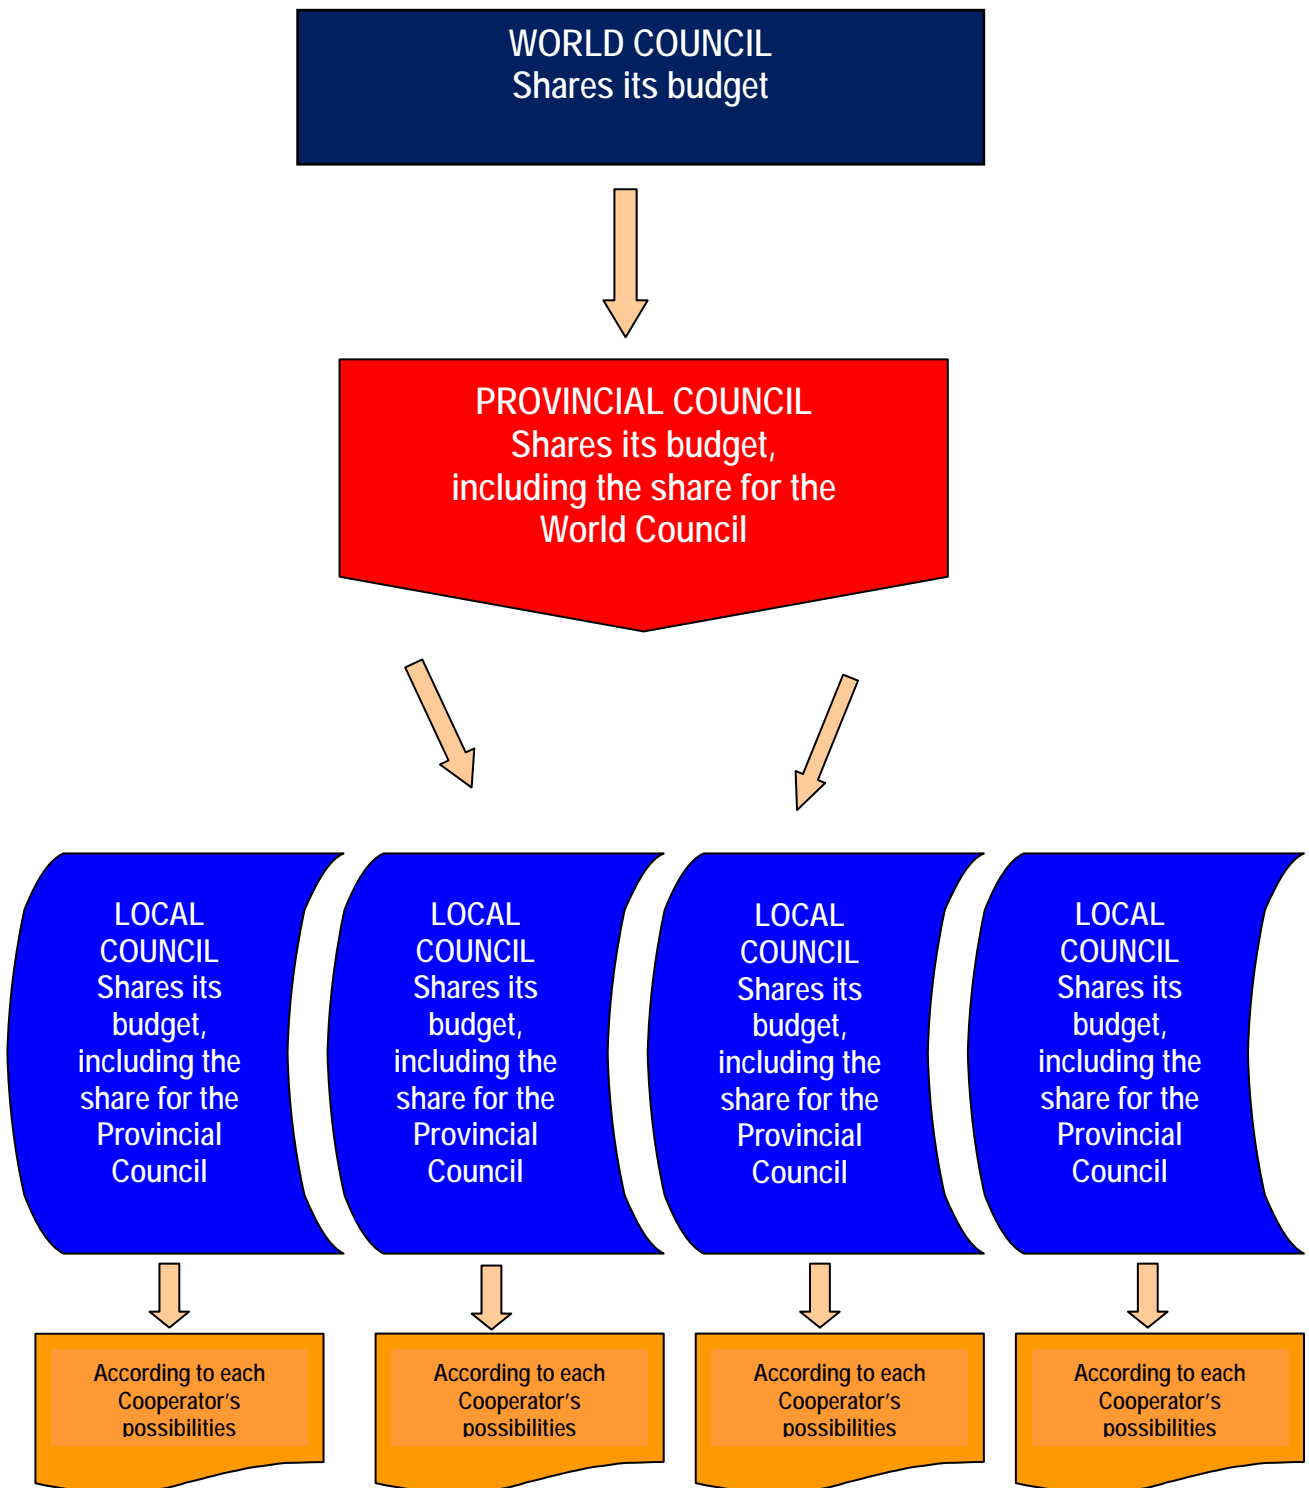 WORLD COUNCIL
Shares its budget
PROVINCIAL COUNCIL
Shares its budget,
including the share for the
World Council
LOCAL
COUNCIL
Shares its
budget,
including the
share for the
Provincial
Council
LOCAL
COUNCIL
Shares its
budget,
including the
share for the
Provincial
Council
LOCAL
COUNCIL
Shares its
budget,
including the
share for the
Provincial
Council
LOCAL
COUNCIL
Shares its
budget,
including the
share for the
Provincial
Council
According to each
Cooperator’s
possibilities
According to each
Cooperator’s
possibilities
According to each
Cooperator’s
possibilities
According to each
Cooperator’s
possibilities